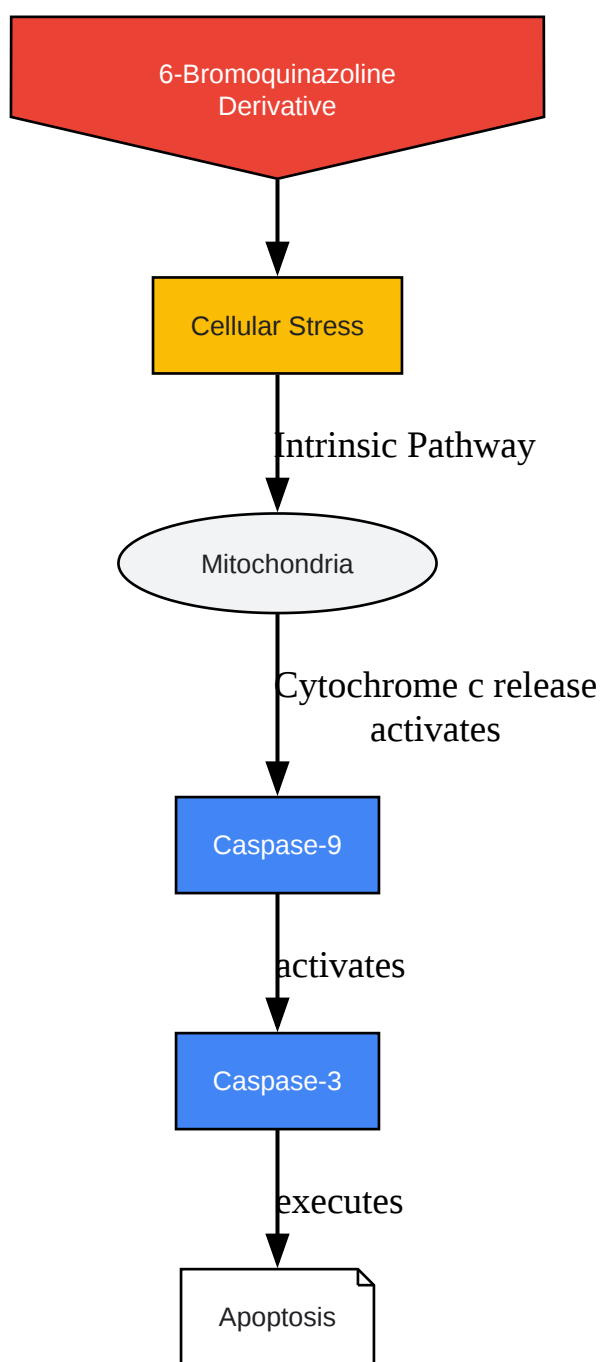 6-Bromoquinazoline
Derivative
Cellular Stress
Intrinsic Pathway
Mitochondria
Cytochrome c release
activates
Caspase-9
activates
Caspase-3
executes
Apoptosis